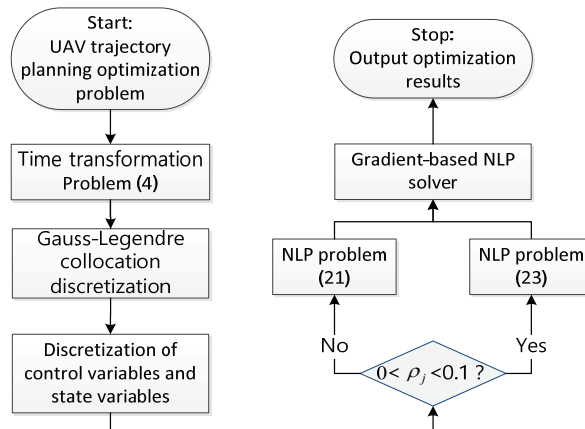 Start:
UAV trajectory
planning optimization
problem
Time transformation
Problem (4)
Gauss-Legendre
collocation
discretization
Discretization of
control variables and
state variables
Stop:
Output optimization
results
Gradient-based NLP
solver
NLP problem
(21)
NLP problem
(23)
No
Yes
0< ρ_j <0.1 ?